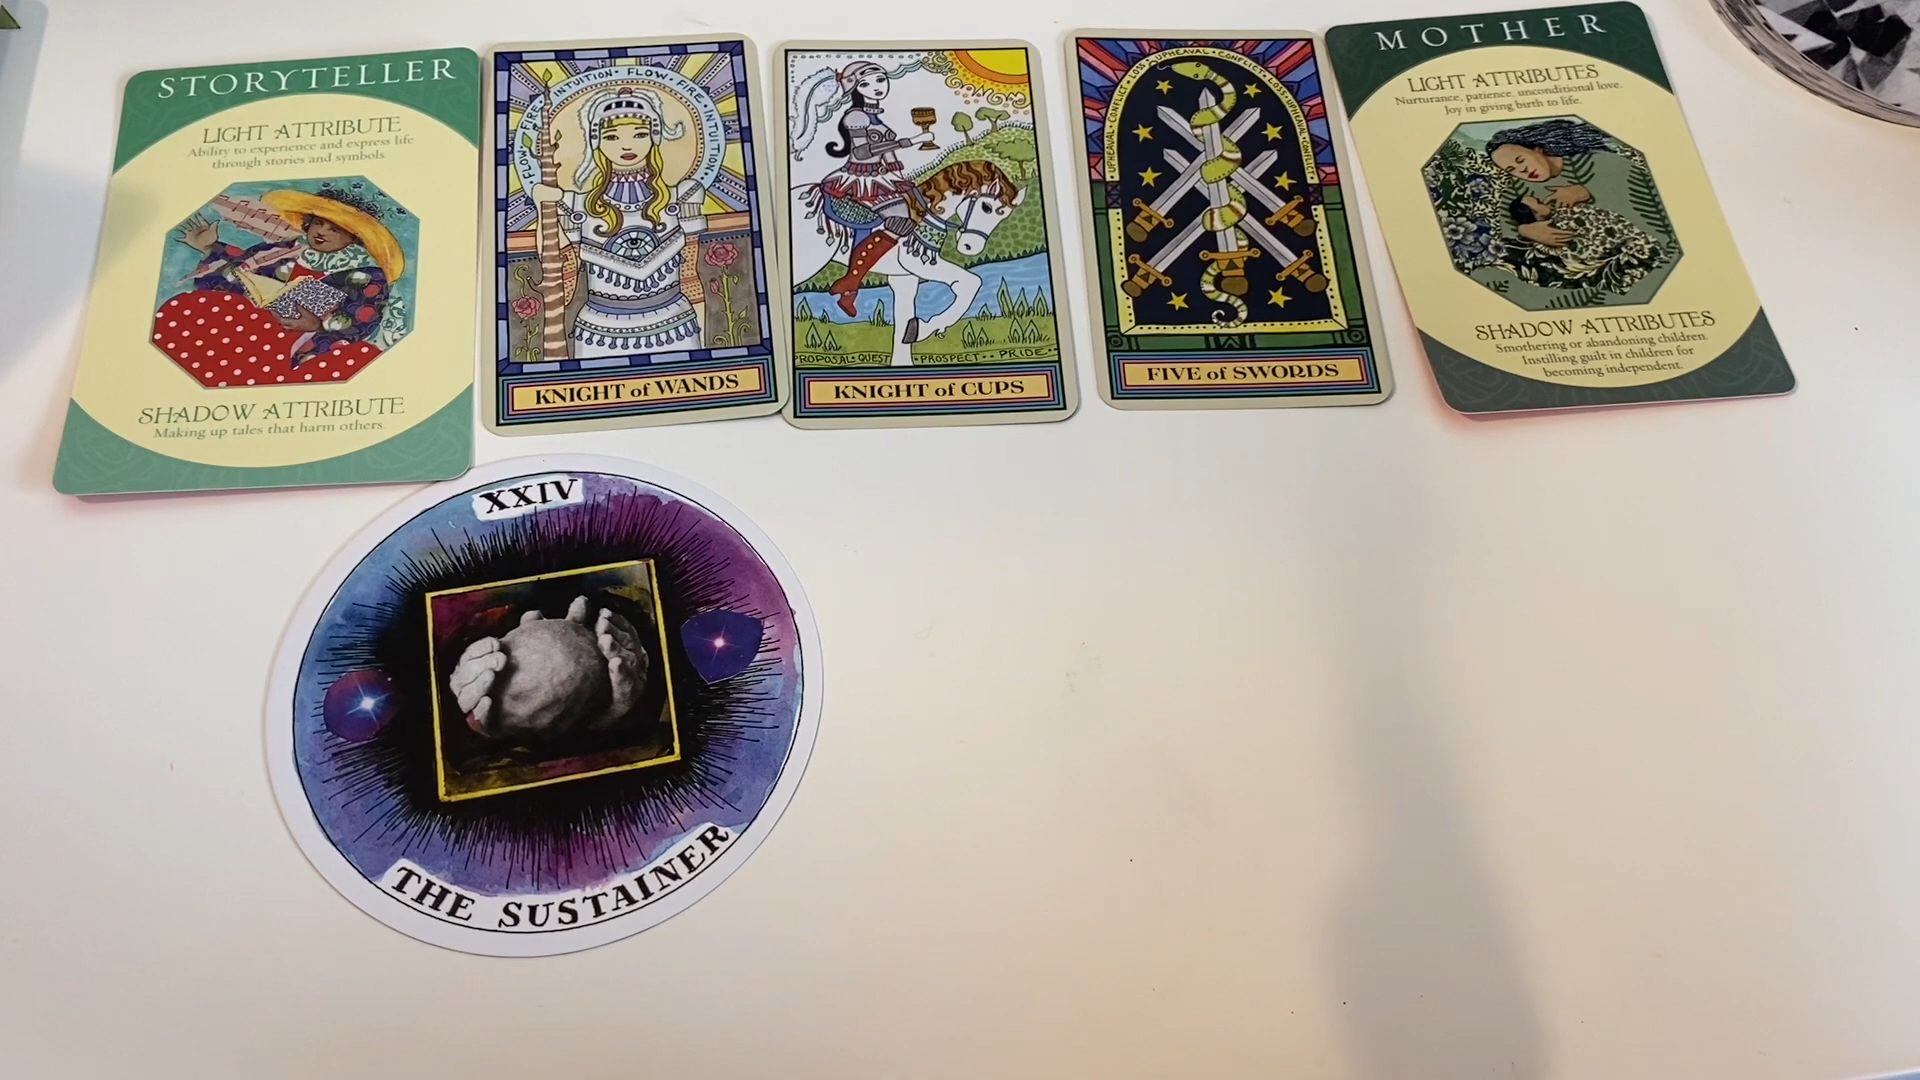 STORYTELLER
LIGHT ATTRIBUTE
Ability to experience and express life
through stories and symbols.
SHADOW ATTRIBUTE
Making up tales that harm others.
FLOW · FIRE · INTUITION · FLOW · FIRE · INTUITION ·
KNIGHT of WANDS
PROPOSAL · QUEST · PROSPECT · · PRIDE · ·
KNIGHT of CUPS
UPHEAVAL · CONFLICT · LOSS · UPHEAVAL · CONFLICT · LOSS · UPHEAVAL · CONFLICT
FIVE of SWORDS
MOTHER
LIGHT ATTRIBUTES
Nurturance, patience, unconditional love.
Joy in giving birth to life.
SHADOW ATTRIBUTES
Smothering or abandoning children.
Instilling guilt in children for
becoming independent.
XXIV
THE SUSTAINER